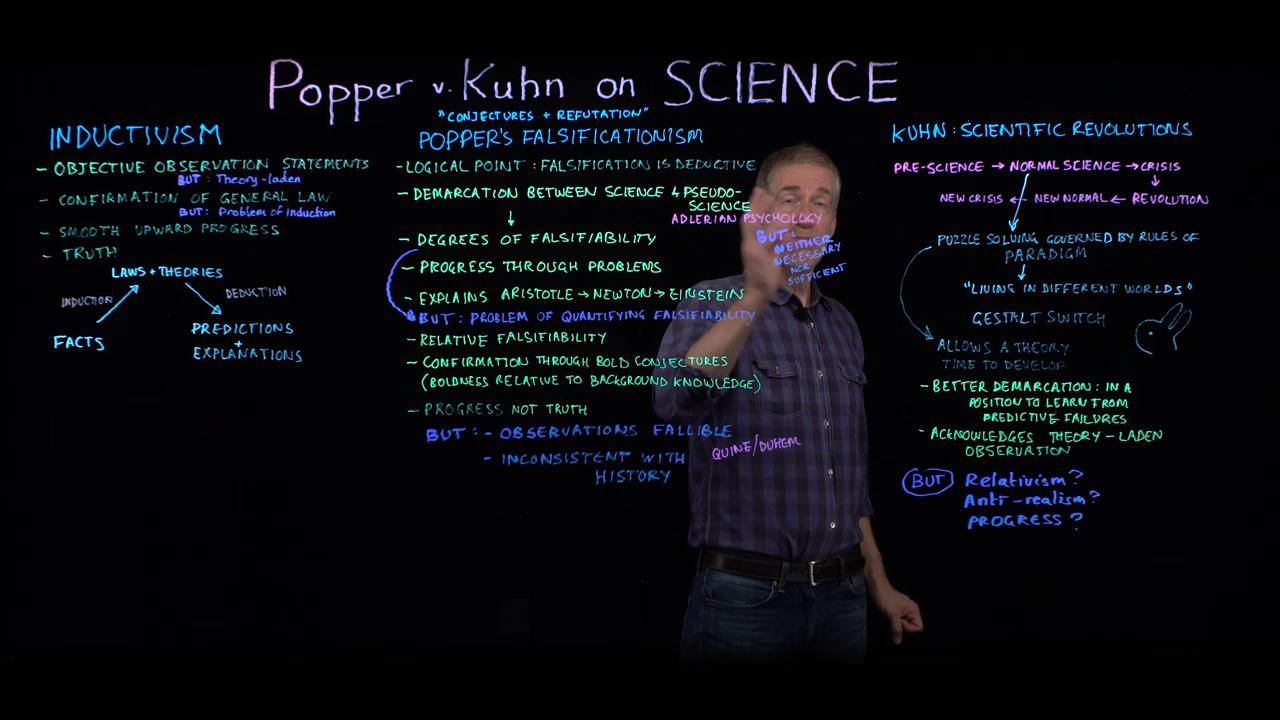 Popper v. Kuhn on SCIENCE
INDUCTIVISM
- OBJECTIVE OBSERVATION STATEMENTS
BUT: Theory-laden
- CONFIRMATION OF GENERAL LAW
BUT: Problem of Induction
- SMOOTH UPWARD PROGRESS
- TRUTH
LAWS + THEORIES
INDUCTION
DEDUCTION
FACTS
PREDICTIONS
+
EXPLANATIONS
"CONJECTURES + REFUTATION"
POPPER'S FALSIFICATIONISM
- LOGICAL POINT: FALSIFICATION IS DEDUCTIVE
- DEMARCATION BETWEEN SCIENCE & PSEUDO-
SCIENCE
ADLERIAN PSYCHOLOGY
↓
BUT:
NEITHER
NECESSARY
NOR
SUFFICIENT
- DEGREES OF FALSIFIABILITY
- PROGRESS THROUGH PROBLEMS
- EXPLAINS ARISTOTLE → NEWTON → EINSTEIN
BUT: PROBLEM OF QUANTIFYING FALSIFIABILITY
- RELATIVE FALSIFIABILITY
- CONFIRMATION THROUGH BOLD CONJECTURES
(BOLDNESS RELATIVE TO BACKGROUND KNOWLEDGE)
- PROGRESS NOT TRUTH
BUT: - OBSERVATIONS FALLIBLE
QUINE/DUHEM
- INCONSISTENT WITH
HISTORY
KUHN: SCIENTIFIC REVOLUTIONS
PRE-SCIENCE → NORMAL SCIENCE → CRISIS
↓
NEW CRISIS ← NEW NORMAL ← REVOLUTION
PUZZLE SOLVING GOVERNED BY RULES OF
PARADIGM
↓
"LIVING IN DIFFERENT WORLDS"
GESTALT SWITCH
ALLOWS A THEORY
TIME TO DEVELOP
- BETTER DEMARCATION: IN A
POSITION TO LEARN FROM
PREDICTIVE FAILURES
- ACKNOWLEDGES THEORY-LADEN
OBSERVATION
BUT Relativism?
Anti-realism?
PROGRESS?